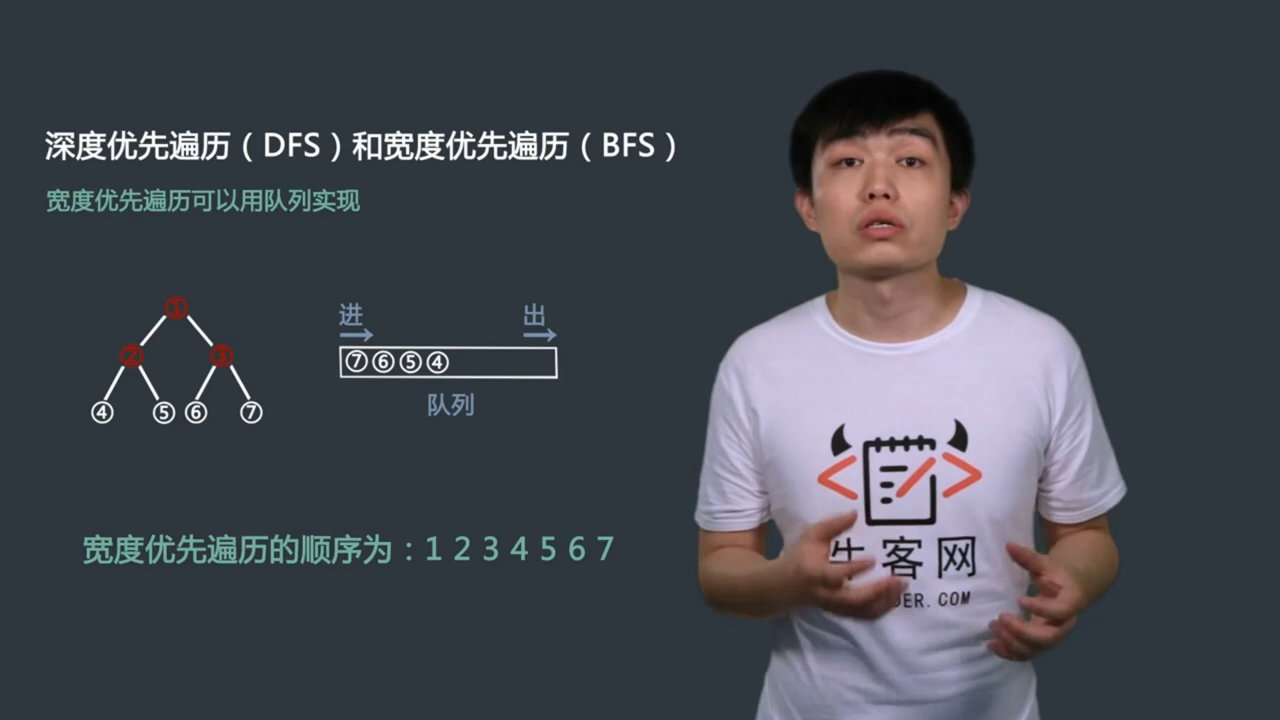 深度优先遍历（DFS）和宽度优先遍历（BFS）
宽度优先遍历可以用队列实现
①
② ③
④ ⑤ ⑥ ⑦
进 出
⑦⑥⑤④
队列
宽度优先遍历的顺序为：1 2 3 4 5 6 7
牛客网
DER.COM